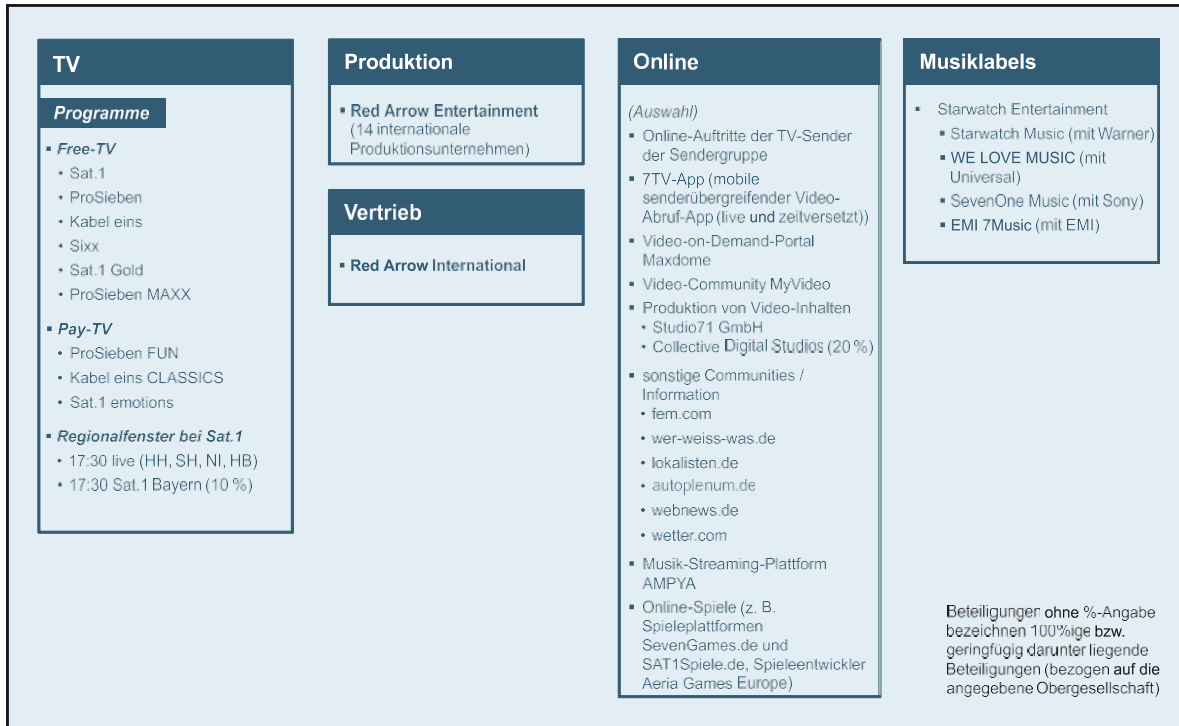 TV
Programme
▪ Free-TV
• Sat.1
• ProSieben
• Kabel eins
• Sixx
• Sat.1 Gold
• ProSieben MAXX
▪ Pay-TV
• ProSieben FUN
• Kabel eins CLASSICS
• Sat.1 emotions
▪ Regionalfenster bei Sat.1
• 17:30 live (HH, SH, NI, HB)
• 17:30 Sat.1 Bayern (10 %)
Produktion
▪ Red Arrow Entertainment
(14 internationale
Produktionsunternehmen)
Vertrieb
▪ Red Arrow International
Online
(Auswahl)
▪ Online-Auftritte der TV-Sender
der Sendergruppe
▪ 7TV-App (mobile
senderübergreifender Video-
Abruf-App (live und zeitversetzt))
▪ Video-on-Demand-Portal
Maxdome
▪ Video-Community MyVideo
▪ Produktion von Video-Inhalten
• Studio71 GmbH
• Collective Digital Studios (20 %)
▪ sonstige Communities /
Information
• fem.com
• wer-weiss-was.de
• lokalisten.de
• autoplenum.de
• webnews.de
• wetter.com
▪ Musik-Streaming-Plattform
AMPYA
▪ Online-Spiele (z. B.
Spieleplattformen
SevenGames.de und
SAT1Spiele.de, Spieleentwickler
Aeria Games Europe)
Musiklabels
▪ Starwatch Entertainment
▪ Starwatch Music (mit Warner)
▪ WE LOVE MUSIC (mit
Universal)
▪ SevenOne Music (mit Sony)
▪ EMI 7Music (mit EMI)
Beteiligungen ohne %-Angabe
bezeichnen 100%ige bzw.
geringfügig darunter liegende
Beteiligungen (bezogen auf die
angegebene Obergesellschaft)